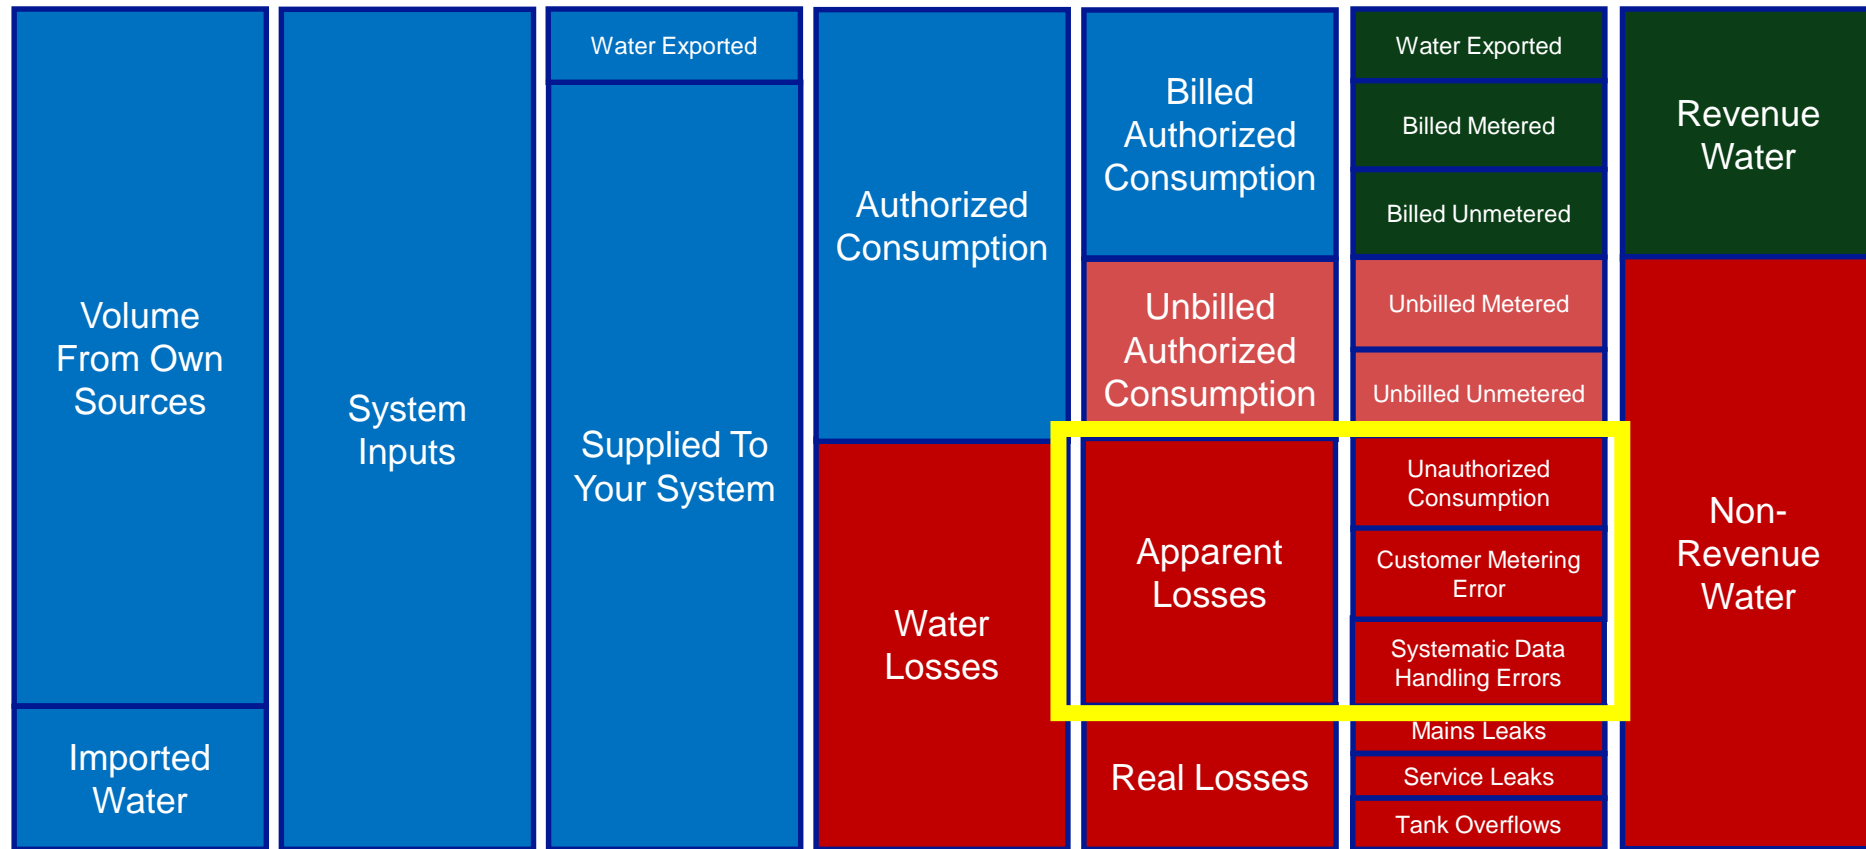 Volume
From Own
Sources
Imported
Water
System
Inputs
Water Exported
Supplied To
Your System
Authorized
Consumption
Water
Losses
Billed
Authorized
Consumption
Unbilled
Authorized
Consumption
Apparent
Losses
Real Losses
Water Exported
Billed Metered
Billed Unmetered
Unbilled Metered
Unbilled Unmetered
Unauthorized
Consumption
Customer Metering
Error
Systematic Data
Handling Errors
Mains Leaks
Service Leaks
Tank Overflows
Revenue
Water
Non-
Revenue
Water